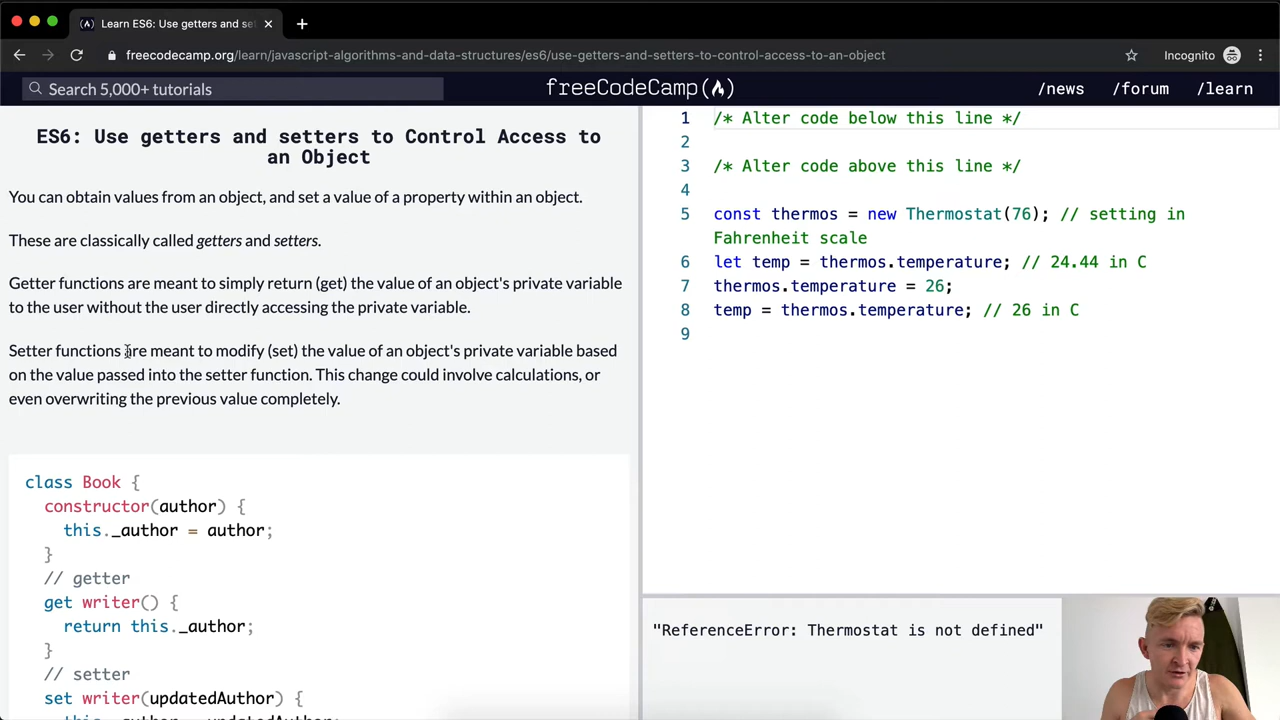 Learn ES6: Use getters and set
freecodecamp.org/learn/javascript-algorithms-and-data-structures/es6/use-getters-and-setters-to-control-access-to-an-object
Incognito
Search 5,000+ tutorials
freeCodeCamp
/news
/forum
/learn
ES6: Use getters and setters to Control Access to
an Object
You can obtain values from an object, and set a value of a property within an object.
These are classically called getters and setters.
Getter functions are meant to simply return (get) the value of an object's private variable
to the user without the user directly accessing the private variable.
Setter functions are meant to modify (set) the value of an object's private variable based
on the value passed into the setter function. This change could involve calculations, or
even overwriting the previous value completely.
class Book {
constructor(author) {
this._author = author;
}
// getter
get writer() {
return this._author;
}
// setter
set writer(updatedAuthor) {
this._author = updatedAuthor;
1 /* Alter code below this line */
2
3 /* Alter code above this line */
4
5 const thermos = new Thermostat(76); // setting in
Fahrenheit scale
6 let temp = thermos.temperature; // 24.44 in C
7 thermos.temperature = 26;
8 temp = thermos.temperature; // 26 in C
9
"ReferenceError: Thermostat is not defined"